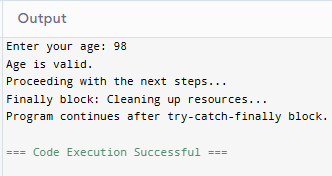 Output
Enter your age: 98
Age is valid.
Proceeding with the next steps...
Finally block: Cleaning up resources...
Program continues after try-catch-finally block.
=== Code Execution Successful ===